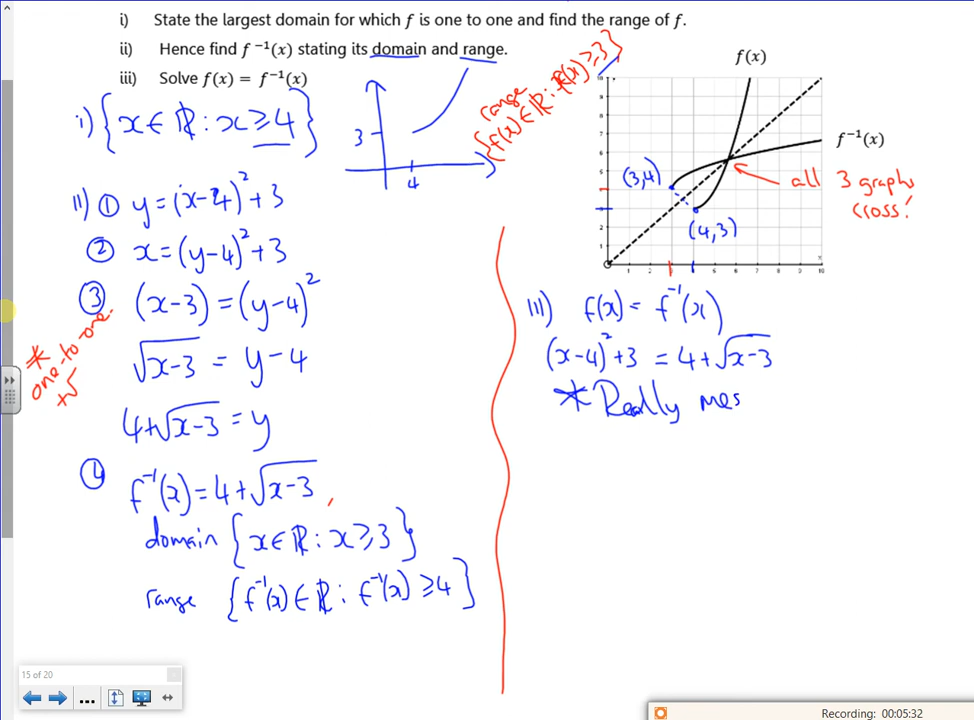 i) State the largest domain for which f is one to one and find the range of f.
ii) Hence find f ⁻¹(x) stating its domain and range.
iii) Solve f(x) = f⁻¹(x)
i) {x ∈ ℝ : x ≥ 4}
3
4
range
{f(x) ∈ ℝ : f(x) ≥ 3}
f(x)
f⁻¹(x)
(3,4)
(4,3)
all 3 graphs
cross!
II) ① y = (x-4)² + 3
② x = (y-4)² + 3
③ (x-3) = (y-4)²
√x-3 = y-4
* one-to one.
+√
4+√x-3 = y
④ f⁻¹(x) = 4+√x-3
domain {x ∈ ℝ : x ≥ 3}
range {f⁻¹(x) ∈ ℝ : f⁻¹(x) ≥ 4}
III) f(x) = f⁻¹(x)
(x-4)² + 3 = 4+√x-3
* Really mes
15 of 20
Recording: 00:05:32